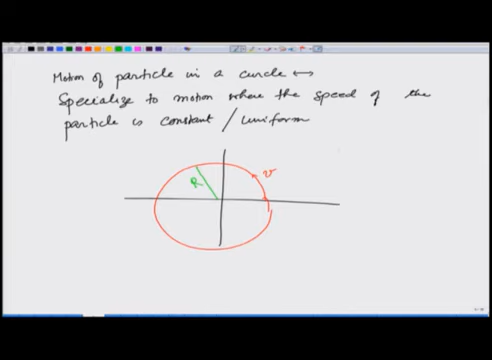 Motion of particle in a circle ↔
Specialize to motion where the speed of the
particle is constant / uniform
R
v